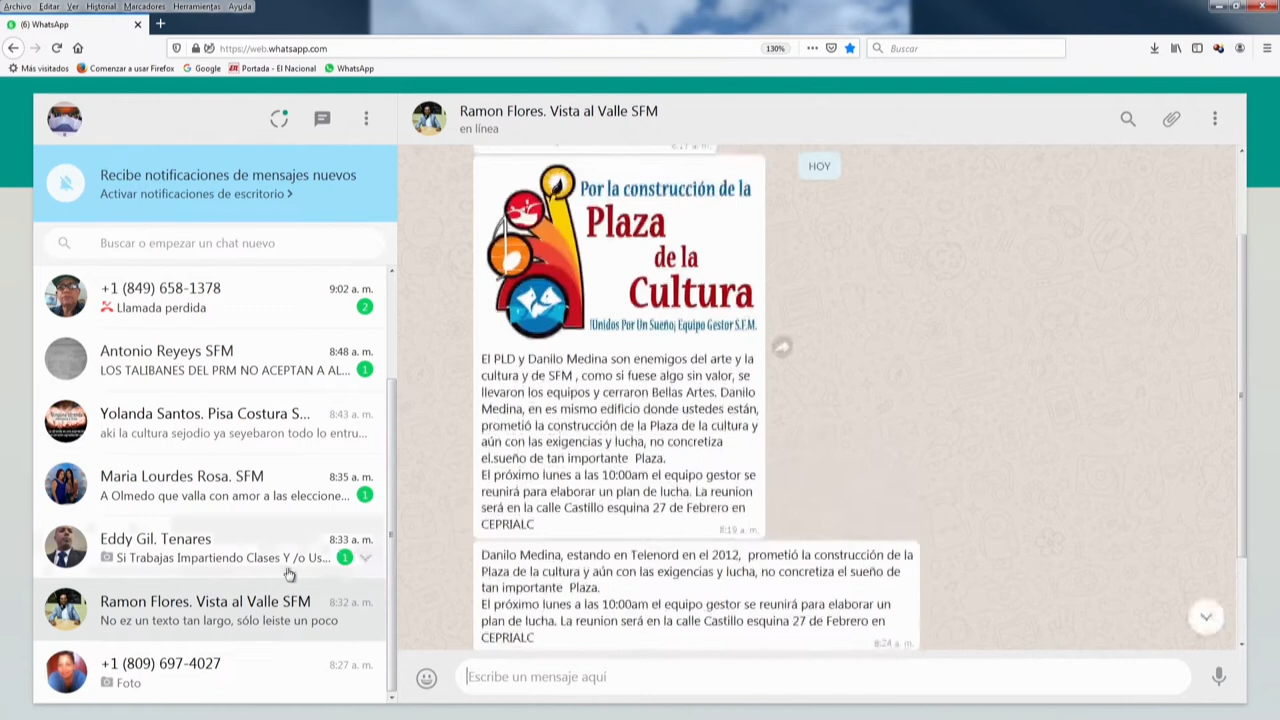 Archivo Editar Ver Historial Marcadores Herramientas Ayuda
(6) WhatsApp
https://web.whatsapp.com
130%
Buscar
Más visitados
Comenzar a usar Firefox
Google
Portada - El Nacional
WhatsApp
Recibe notificaciones de mensajes nuevos
Activar notificaciones de escritorio
Buscar o empezar un chat nuevo
+1 (849) 658-1378
9:02 a. m.
Llamada perdida
2
Antonio Reyeys SFM
8:48 a. m.
LOS TALIBANES DEL PRM NO ACEPTAN A AL...
1
Yolanda Santos. Pisa Costura S...
8:43 a. m.
aki la cultura sejodio ya seyebaron todo lo entru...
Maria Lourdes Rosa. SFM
8:35 a. m.
A Olmedo que valla con amor a las eleccione...
1
Eddy Gil. Tenares
8:33 a. m.
Si Trabajas Impartiendo Clases Y /o Us...
1
Ramon Flores. Vista al Valle SFM
8:32 a. m.
No ez un texto tan largo, sólo leiste un poco
+1 (809) 697-4027
8:27 a. m.
Foto
Ramon Flores. Vista al Valle SFM
en línea
HOY
Por la construcción de la
Plaza
de la
Cultura
!Unidos Por Un Sueño¡ Equipo Gestor S.F.M.
El PLD y Danilo Medina son enemigos del arte y la
cultura y de SFM , como si fuese algo sin valor, se
llevaron los equipos y cerraron Bellas Artes. Danilo
Medina, en es mismo edificio donde ustedes están,
prometió la construcción de la Plaza de la cultura y
aún con las exigencias y lucha, no concretiza
el.sueño de tan importante Plaza.
El próximo lunes a las 10:00am el equipo gestor se
reunirá para elaborar un plan de lucha. La reunion
será en la calle Castillo esquina 27 de Febrero en
CEPRIALC
8:19 a. m.
Danilo Medina, estando en Telenord en el 2012, prometió la construcción de la
Plaza de la cultura y aún con las exigencias y lucha, no concretiza el sueño de
tan importante Plaza.
El próximo lunes a las 10:00am el equipo gestor se reunirá para elaborar un
plan de lucha. La reunion será en la calle Castillo esquina 27 de Febrero en
CEPRIALC
8:24 a. m.
Escribe un mensaje aquí